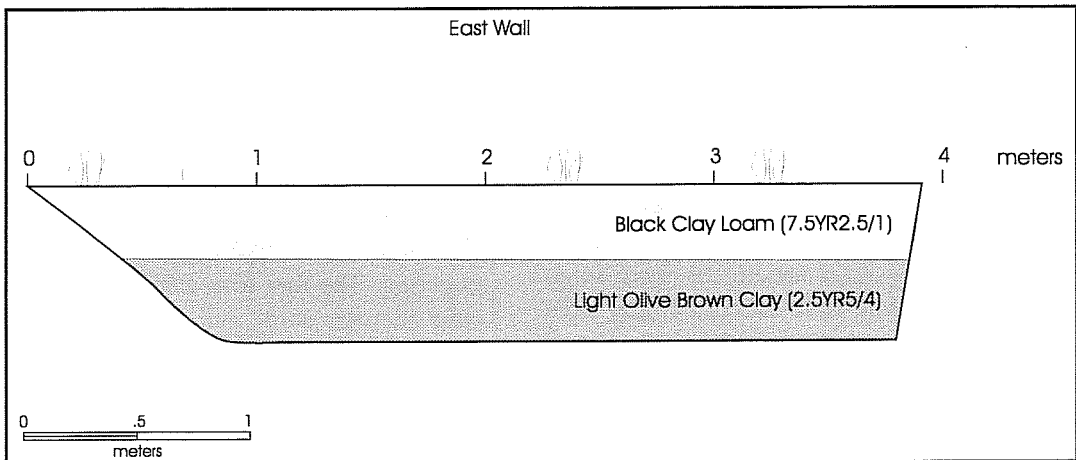 East Wall
0 1 2 3 4 meters
Black Clay Loam (7.5YR2.5/1)
Light Olive Brown Clay (2.5YR5/4)
0 .5 1
meters